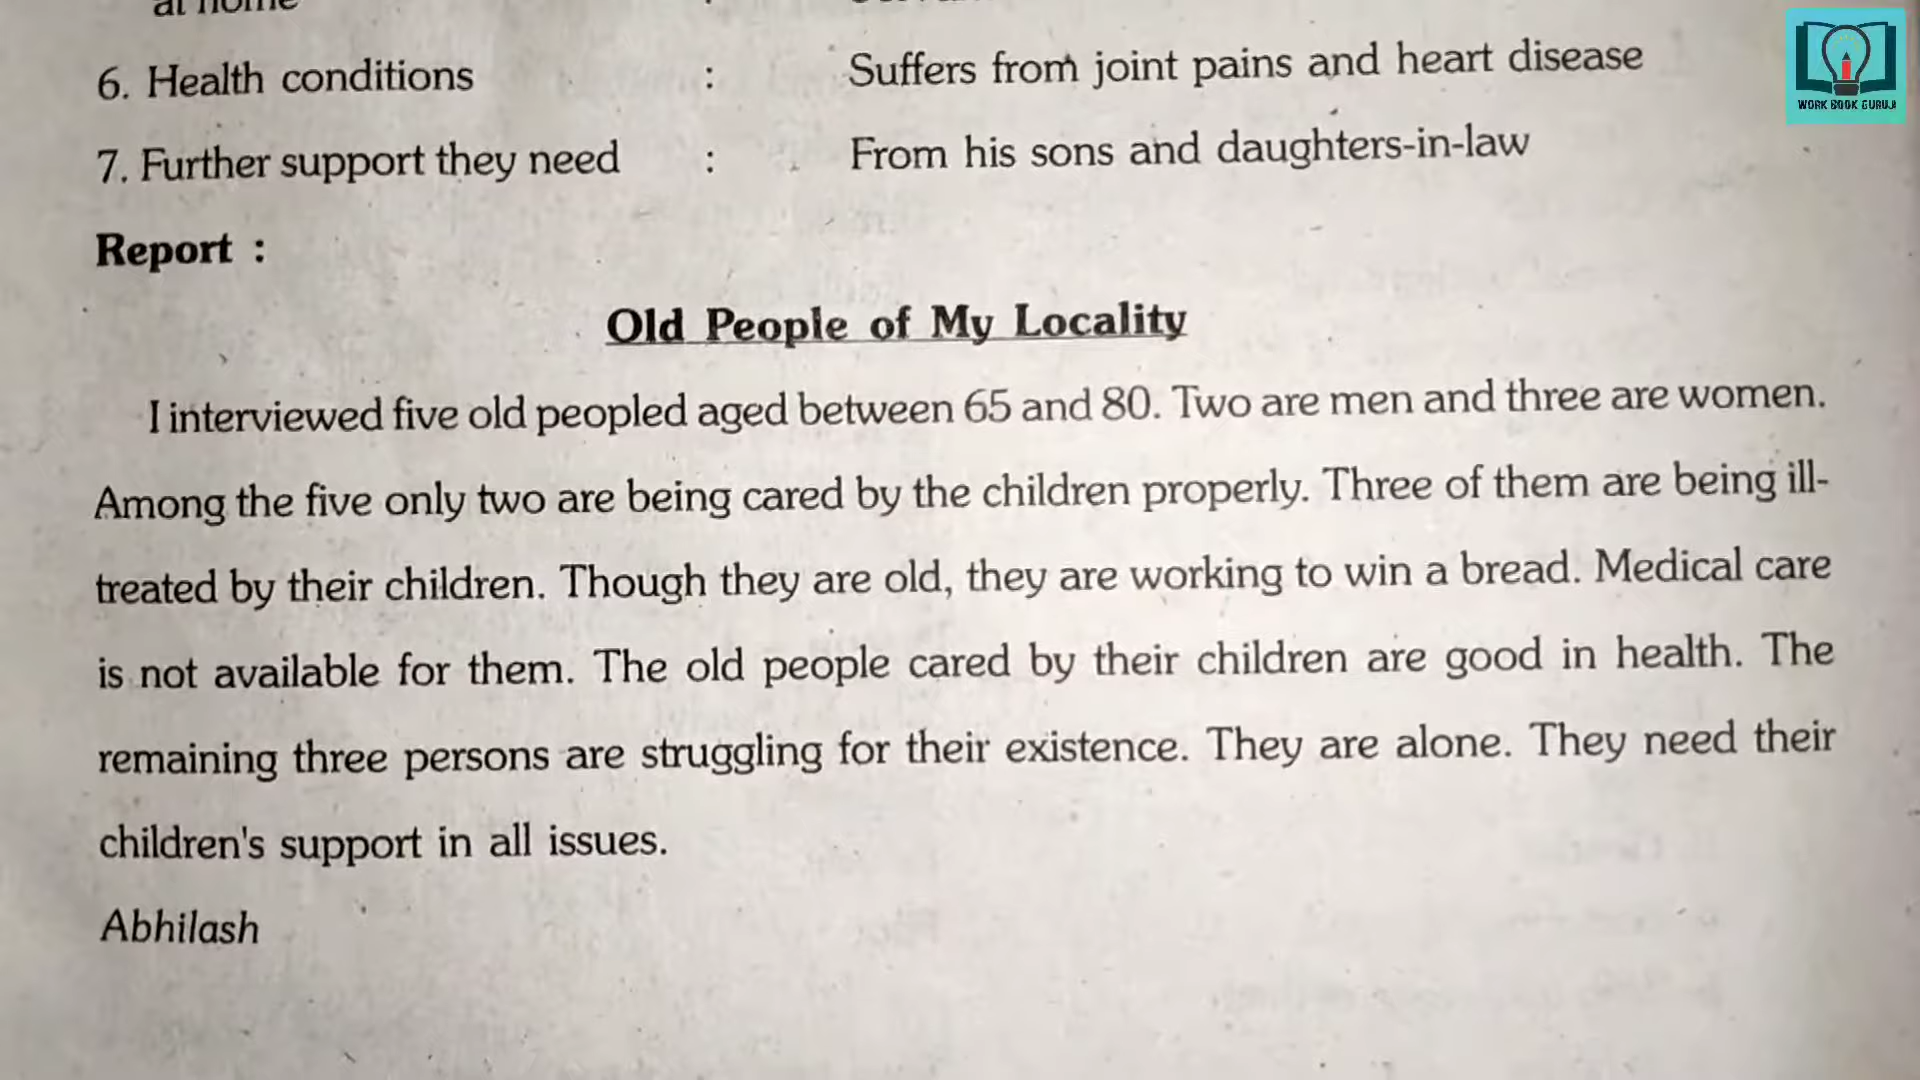 at home :
6. Health conditions : Suffers from joint pains and heart disease
WORK BOOK GURUJI
7. Further support they need : From his sons and daughters-in-law
Report :
Old People of My Locality
I interviewed five old peopled aged between 65 and 80. Two are men and three are women.
Among the five only two are being cared by the children properly. Three of them are being ill-
treated by their children. Though they are old, they are working to win a bread. Medical care
is not available for them. The old people cared by their children are good in health. The
remaining three persons are struggling for their existence. They are alone. They need their
children's support in all issues.
Abhilash